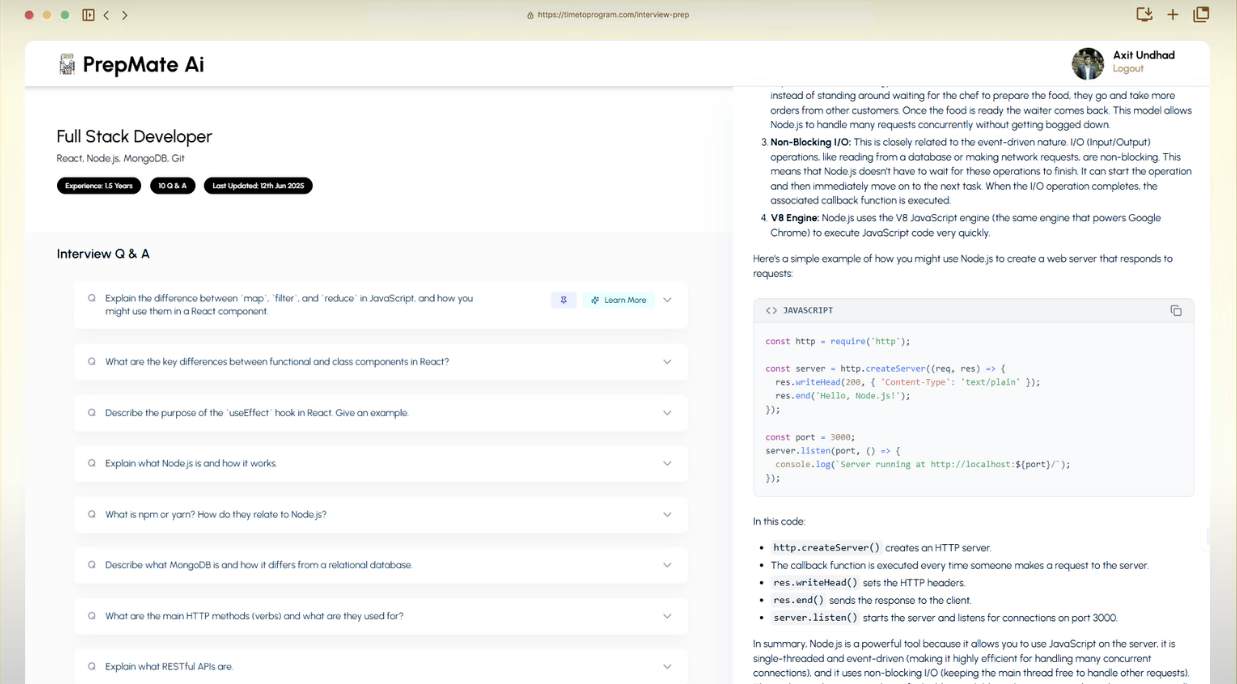 https://timetoprogram.com/interview-prep
PrepMate Ai
Axit Undhad
Logout
Full Stack Developer
React, Node.js, MongoDB, Git
Experience: 1.5 Years
10 Q & A
Last Updated: 12th Jun 2025
Interview Q & A
Q Explain the difference between `map`, `filter`, and `reduce` in JavaScript, and how you
might use them in a React component.
Learn More
Q What are the key differences between functional and class components in React?
Q Describe the purpose of the `useEffect` hook in React. Give an example.
Q Explain what Node.js is and how it works.
Q What is npm or yarn? How do they relate to Node.js?
Q Describe what MongoDB is and how it differs from a relational database.
Q What are the main HTTP methods (verbs) and what are they used for?
Q Explain what RESTful APIs are.
instead of standing around waiting for the chef to prepare the food, they go and take more
orders from other customers. Once the food is ready the waiter comes back. This model allows
Node.js to handle many requests concurrently without getting bogged down.
3. Non-Blocking I/O: This is closely related to the event-driven nature. I/O (Input/Output)
operations, like reading from a database or making network requests, are non-blocking. This
means that Node.js doesn't have to wait for these operations to finish. It can start the operation
and then immediately move on to the next task. When the I/O operation completes, the
associated callback function is executed.
4. V8 Engine: Node.js uses the V8 JavaScript engine (the same engine that powers Google
Chrome) to execute JavaScript code very quickly.
Here's a simple example of how you might use Node.js to create a web server that responds to
requests:
<> JAVASCRIPT
const http = require('http');
const server = http.createServer((req, res) => {
res.writeHead(200, { 'Content-Type': 'text/plain' });
res.end('Hello, Node.js!');
});
const port = 3000;
server.listen(port, () => {
console.log(`Server running at http://localhost:${port}/`);
});
In this code:
• http.createServer() creates an HTTP server.
• The callback function is executed every time someone makes a request to the server.
• res.writeHead() sets the HTTP headers.
• res.end() sends the response to the client.
• server.listen() starts the server and listens for connections on port 3000.
In summary, Node.js is a powerful tool because it allows you to use JavaScript on the server, it is
single-threaded and event-driven (making it highly efficient for handling many concurrent
connections), and it uses non-blocking I/O (keeping the main thread free to handle other requests).